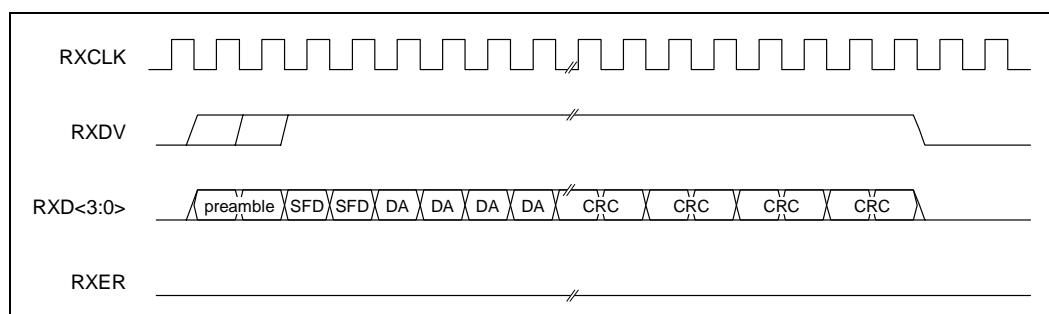 RXCLK
RXDV
RXD<3:0> preamble SFD SFD DA DA DA DA CRC CRC CRC CRC
RXER